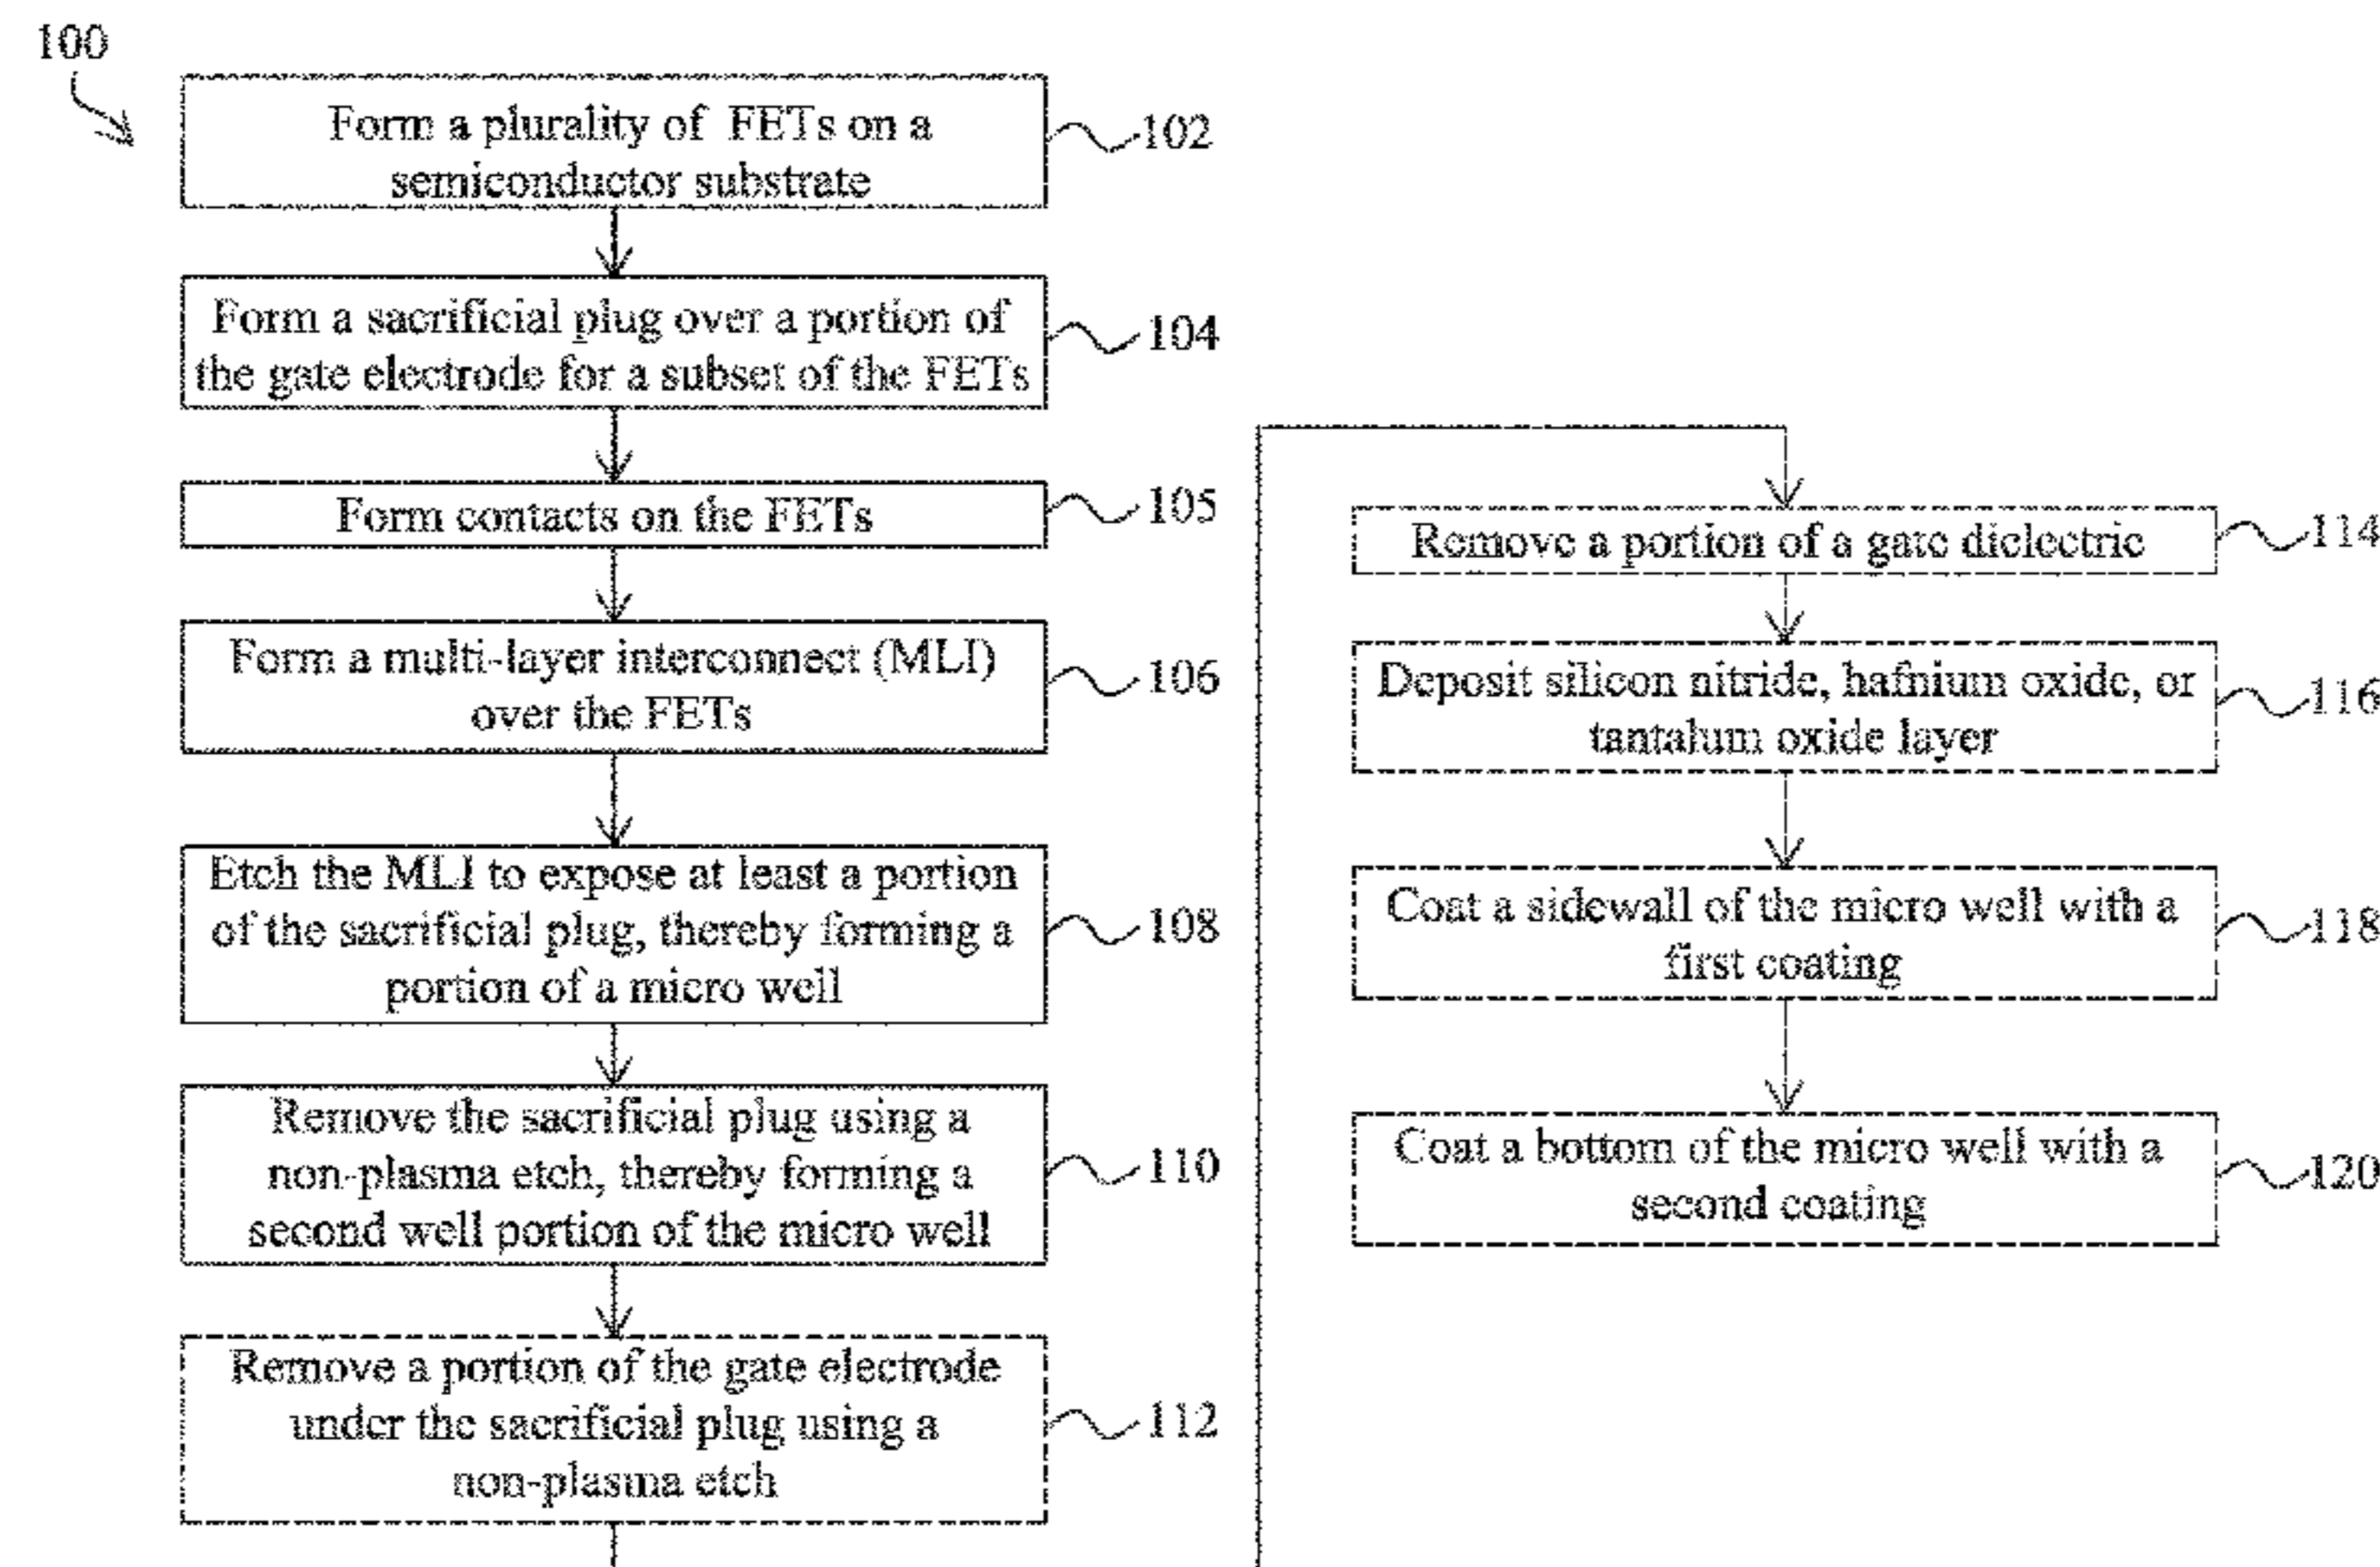 100
Form a plurality of FETs on a
semiconductor substrate
102
Form a sacrificial plug over a portion of
the gate electrode for a subset of the FETs
104
Form contacts on the FETs
105
Form a multi-layer interconnect (MLI)
over the FETs
106
Etch the MLI to expose at least a portion
of the sacrificial plug, thereby forming a
portion of a micro well
108
Remove the sacrificial plug using a
non-plasma etch, thereby forming a
second well portion of the micro well
110
Remove a portion of the gate electrode
under the sacrificial plug using a
non-plasma etch
112
Remove a portion of a gate dielectric
114
Deposit silicon nitride, hafnium oxide, or
tantalum oxide layer
116
Coat a sidewall of the micro well with a
first coating
118
Coat a bottom of the micro well with a
second coating
120